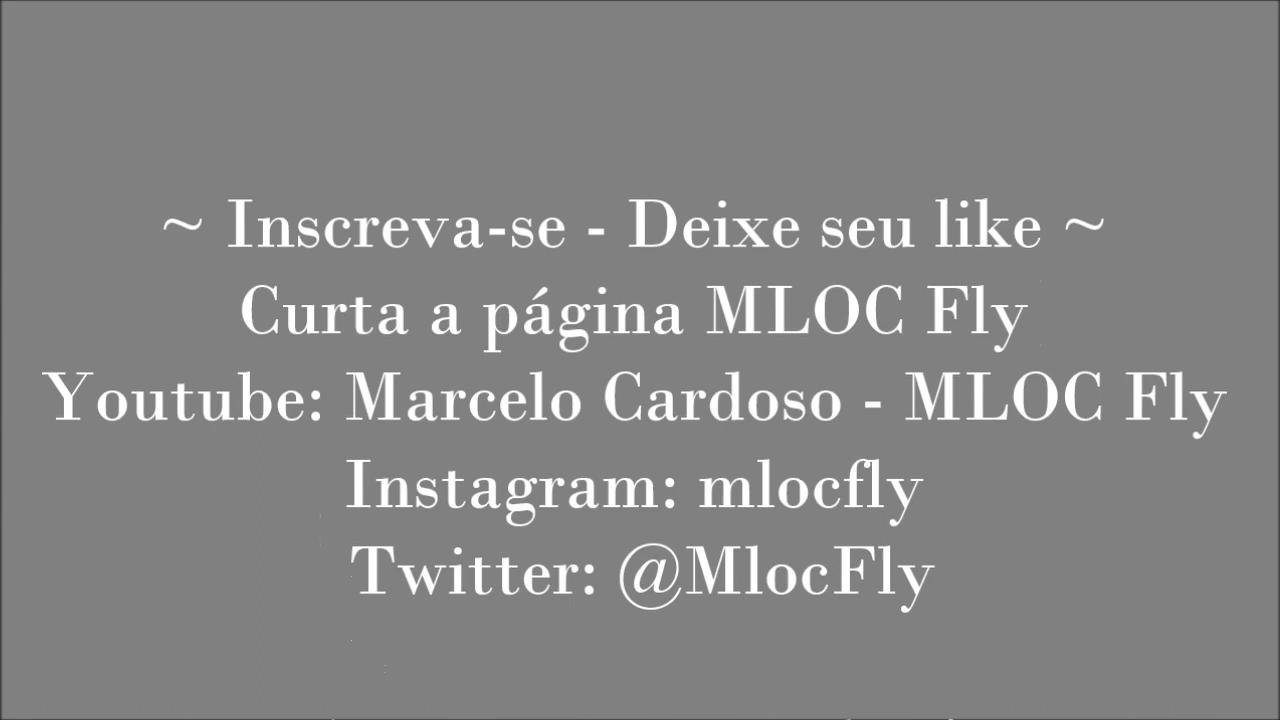 ~ Inscreva-se - Deixe seu like ~
Curta a página MLOC Fly
Youtube: Marcelo Cardoso - MLOC Fly
Instagram: mlocfly
Twitter: @MlocFly